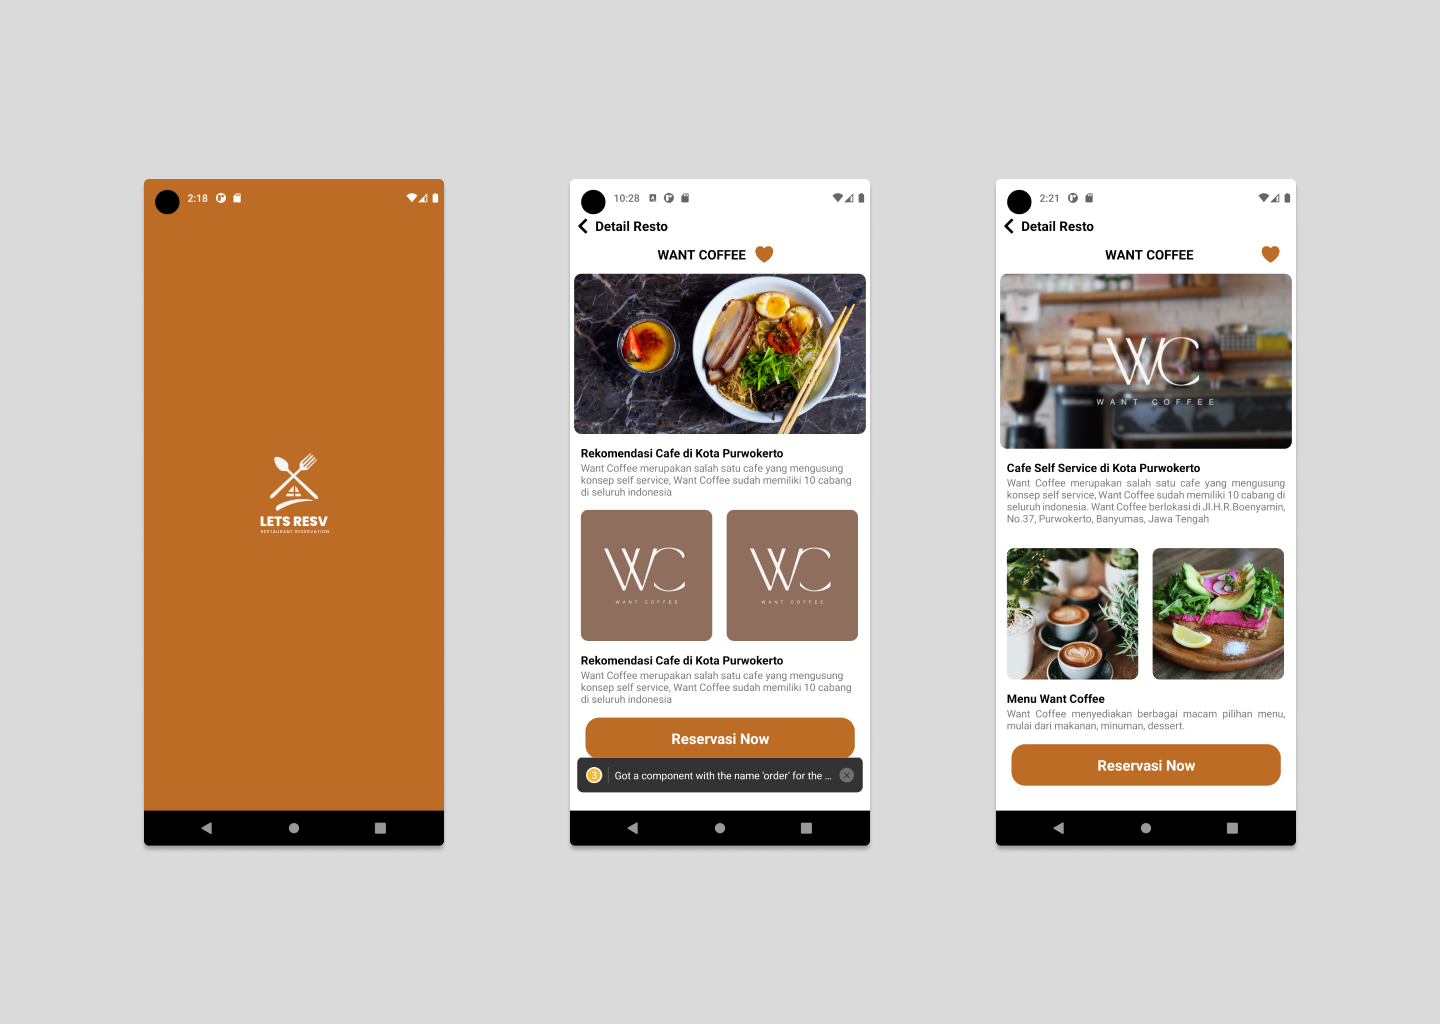 2:18
LETS RESV
RESTAURANT RESERVATION
10:28
Detail Resto
WANT COFFEE
Rekomendasi Cafe di Kota Purwokerto
Want Coffee merupakan salah satu cafe yang mengusung
konsep self service, Want Coffee sudah memiliki 10 cabang
di seluruh indonesia
WC
WANT COFFEE
WC
WANT COFFEE
Rekomendasi Cafe di Kota Purwokerto
Want Coffee merupakan salah satu cafe yang mengusung
konsep self service, Want Coffee sudah memiliki 10 cabang
di seluruh indonesia
Reservasi Now
3 Got a component with the name 'order' for the ...
2:21
Detail Resto
WANT COFFEE
WC
WANT COFFEE
Cafe Self Service di Kota Purwokerto
Want Coffee merupakan salah satu cafe yang mengusung
konsep self service, Want Coffee sudah memiliki 10 cabang di
seluruh indonesia. Want Coffee berlokasi di Jl.H.R.Boenyamin,
No.37, Purwokerto, Banyumas, Jawa Tengah
Menu Want Coffee
Want Coffee menyediakan berbagai macam pilihan menu,
mulai dari makanan, minuman, dessert.
Reservasi Now